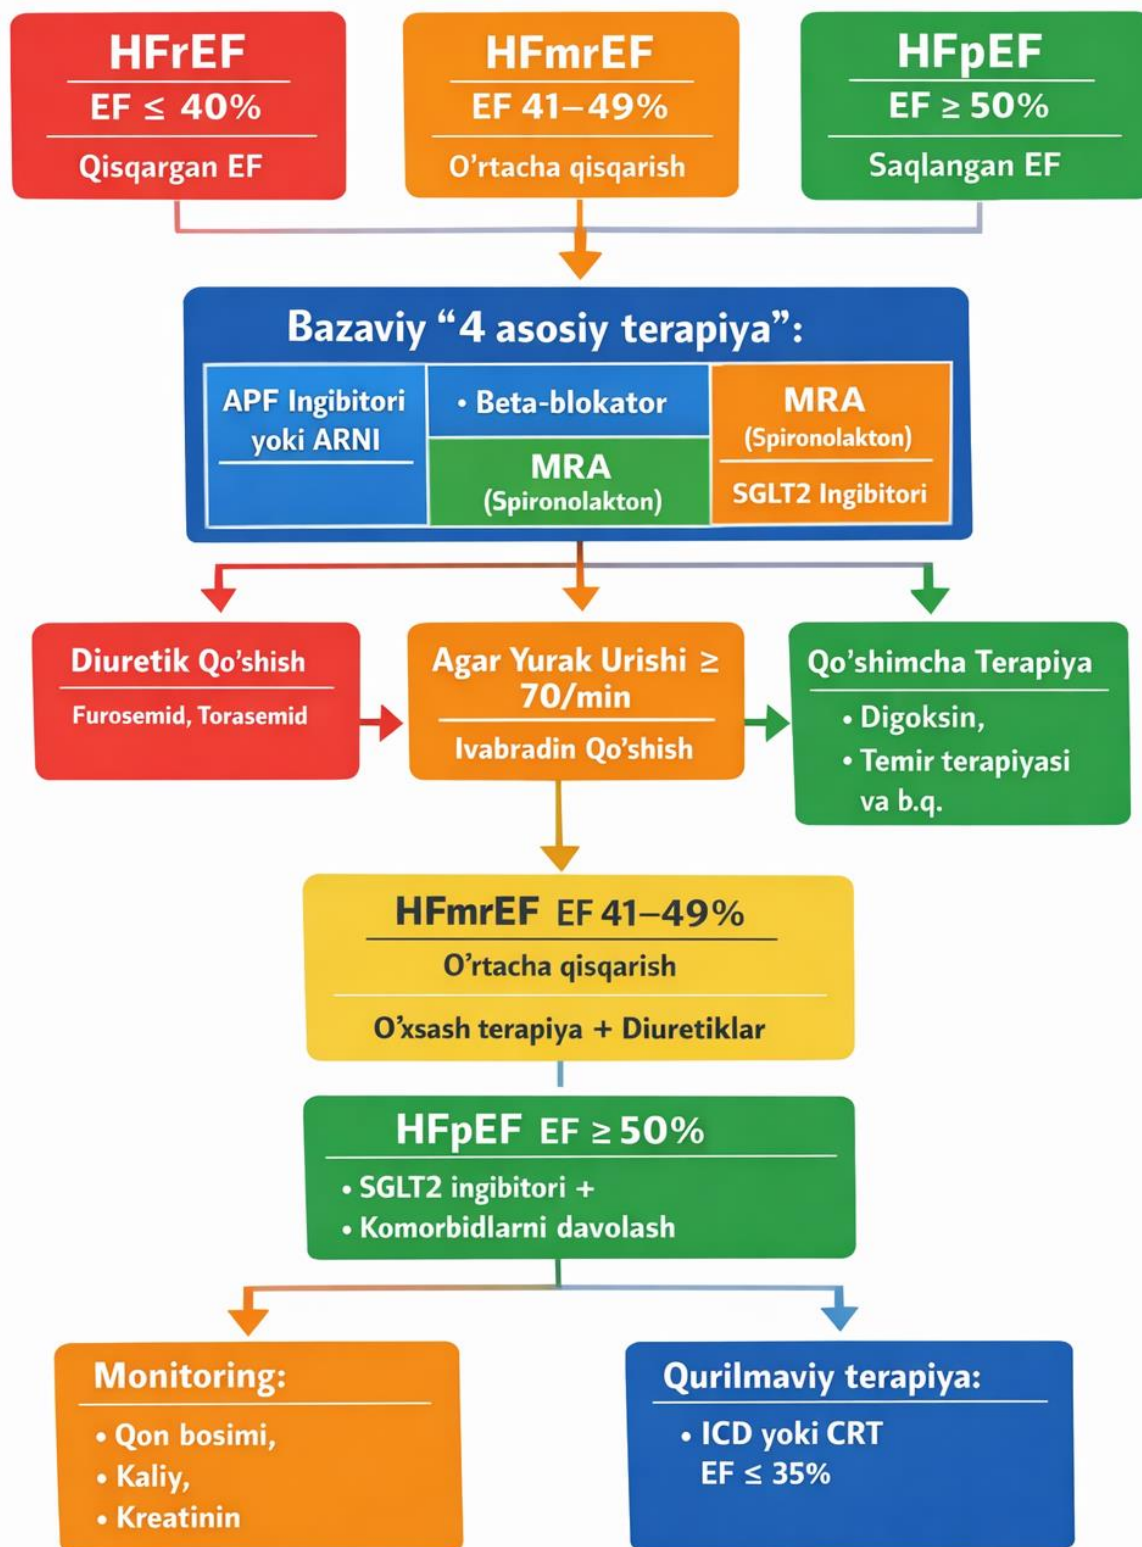 HFrEF
EF ≤ 40%
Qisqargan EF
HFmrEF
EF 41–49%
O'rtacha qisqarish
HFpEF
EF ≥ 50%
Saqlangan EF
Bazaviy “4 asosiy terapiya”:
APF Ingibitori
yoki ARNI
• Beta-blokator
MRA
(Spironolakton)
MRA
(Spironolakton)
SGLT2 Ingibitori
Diuretik Qo'shish
Furosemid, Torasemid
Agar Yurak Urishi ≥
70/min
Ivabradin Qo'shish
Qo'shimcha Terapiya
• Digoksin,
• Temir terapiyasi
va b.q.
HFmrEF EF 41–49%
O'rtacha qisqarish
O'xsash terapiya + Diuretiklar
HFpEF EF ≥ 50%
• SGLT2 ingibitori +
• Komorbidlarni davolash
Monitoring:
• Qon bosimi,
• Kaliy,
• Kreatinin
Qurilmaviy terapiya:
• ICD yoki CRT
EF ≤ 35%